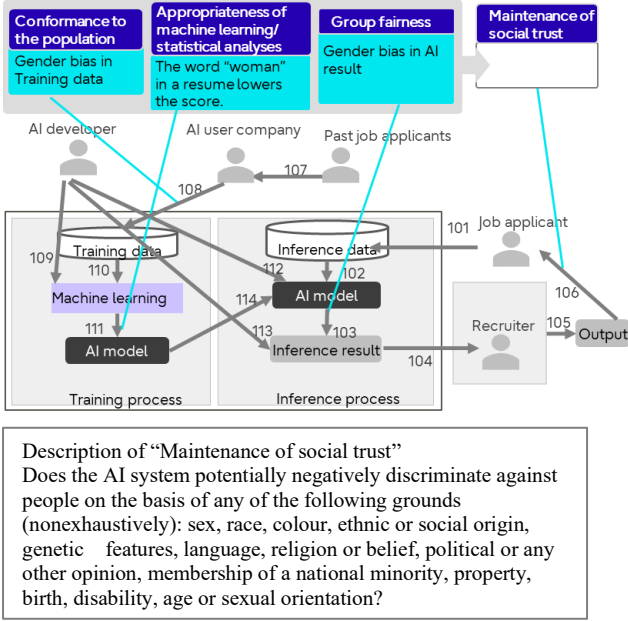 Conformance to
the population
Gender bias in
Training data
Appropriateness of
machine learning/
statistical analyses
The word “woman”
in a resume lowers
the score.
Group fairness
Gender bias in AI
result
Maintenance of
social trust
AI developer
AI user company
Past job applicants
107
108
101
Job applicant
Training data
Inference data
109
110
112
102
106
Machine learning
114
AI model
111
113
103
Recruiter
105
Output
AI model
Inference result
104
Training process
Inference process
Description of “Maintenance of social trust”
Does the AI system potentially negatively discriminate against
people on the basis of any of the following grounds
(nonexhaustively): sex, race, colour, ethnic or social origin,
genetic features, language, religion or belief, political or any
other opinion, membership of a national minority, property,
birth, disability, age or sexual orientation?